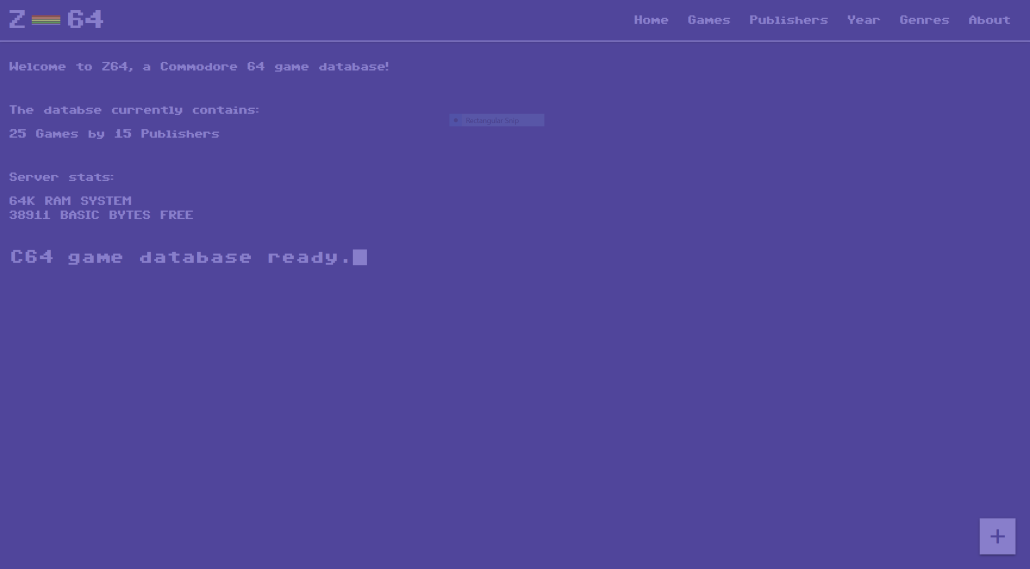 Z 64
Home Games Publishers Year Genres About
Welcome to Z64, a Commodore 64 game database!
The databse currently contains:
25 Games by 15 Publishers
Server stats:
64K RAM SYSTEM
38911 BASIC BYTES FREE
C64 game database ready.
+